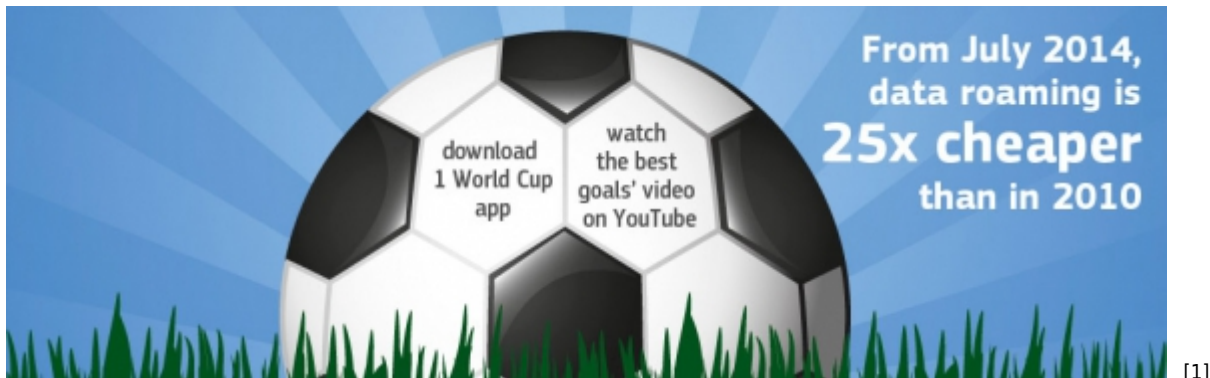 From July 2014,
data roaming is
25x cheaper
than in 2010
download
1 World Cup
app
watch
the best
goals' video
on YouTube
[1]